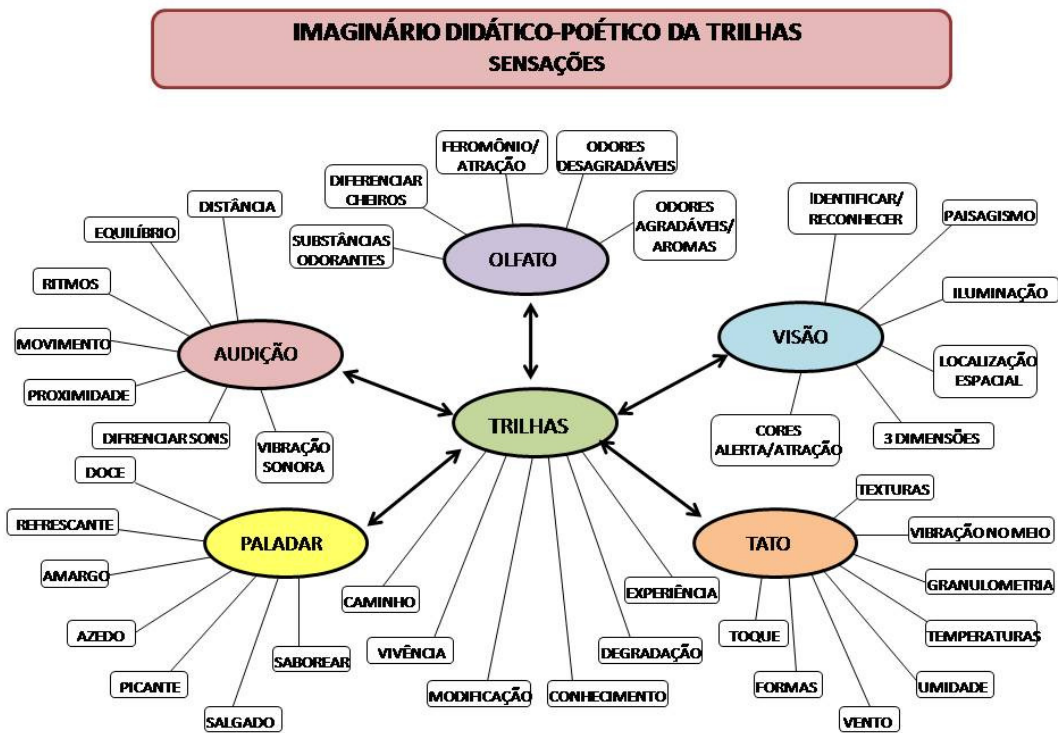 IMAGINÁRIO DIDÁTICO-POÉTICO DA TRILHAS
SENSAÇÕES
FEROMÔNIO/
ATRAÇÃO
ODORES
DESAGRADÁVEIS
DIFERENCIAR
CHEIROS
ODORES
AGRADÁVEIS/
AROMAS
SUBSTÂNCIAS
ODORANTES
OLFATO
DISTÂNCIA
EQUILÍBRIO
RITMOS
MOVIMENTO
PROXIMIDADE
DIFRENCIAR SONS
VIBRAÇÃO
SONORA
AUDIÇÃO
IDENTIFICAR/
RECONHECER
PAISAGISMO
ILUMINAÇÃO
LOCALIZAÇÃO
ESPACIAL
3 DIMENSÕES
CORES
ALERTA/ATRAÇÃO
VISÃO
TRILHAS
DOCE
REFRESCANTE
AMARGO
AZEDO
PICANTE
SALGADO
SABOREAR
PALADAR
CAMINHO
VIVÊNCIA
MODIFICAÇÃO
CONHECIMENTO
DEGRADAÇÃO
EXPERIÊNCIA
TATO
TEXTURAS
VIBRAÇÃO NO MEIO
GRANULOMETRIA
TEMPERATURAS
UMIDADE
VENTO
FORMAS
TOQUE